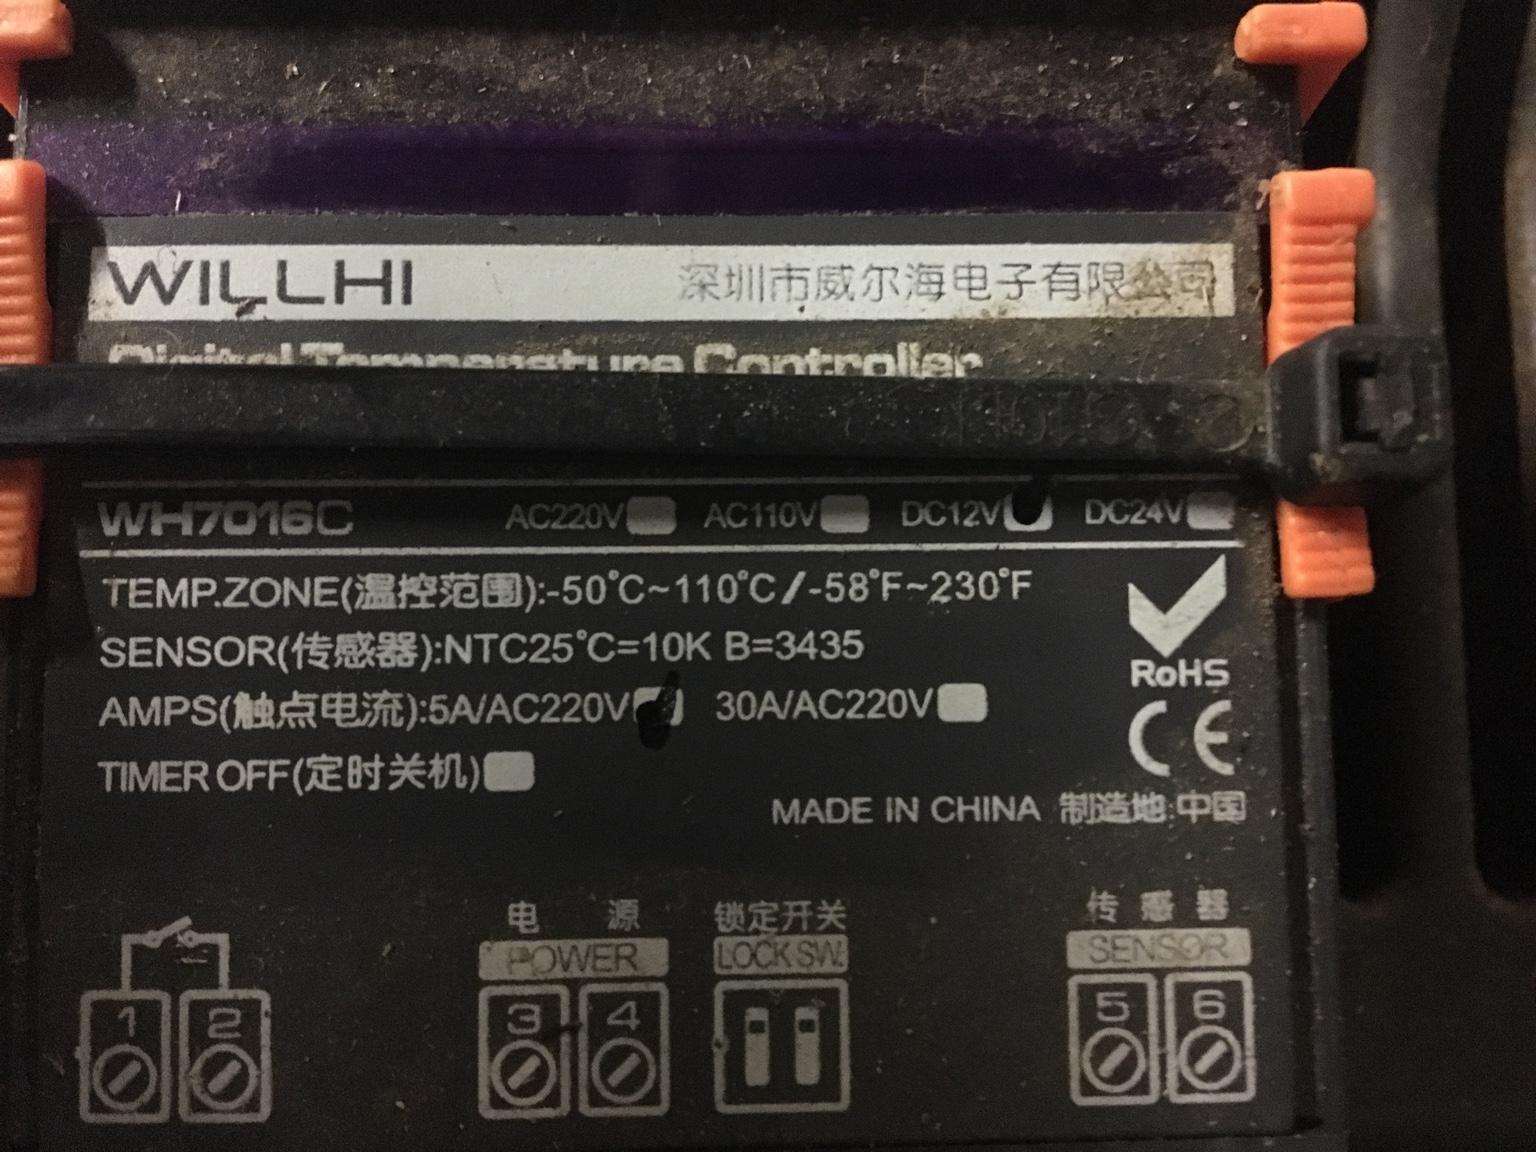 WILLHI 深圳市威尔海电子有限公司
Digital Tempeursture Controller
WH7016C AC220V AC110V DC12V DC24V
TEMP.ZONE(温控范围):-50°C~110°C/-58°F~230°F
SENSOR(传感器):NTC25°C=10K B=3435
RoHS
AMPS(触点电流):5A/AC220V 30A/AC220V
CE
TIMER OFF(定时关机)
MADE IN CHINA 制造地:中国
电 源 锁定开关 传 感 器
POWER LOCK SW. SENSOR
1 2 3 4 5 6